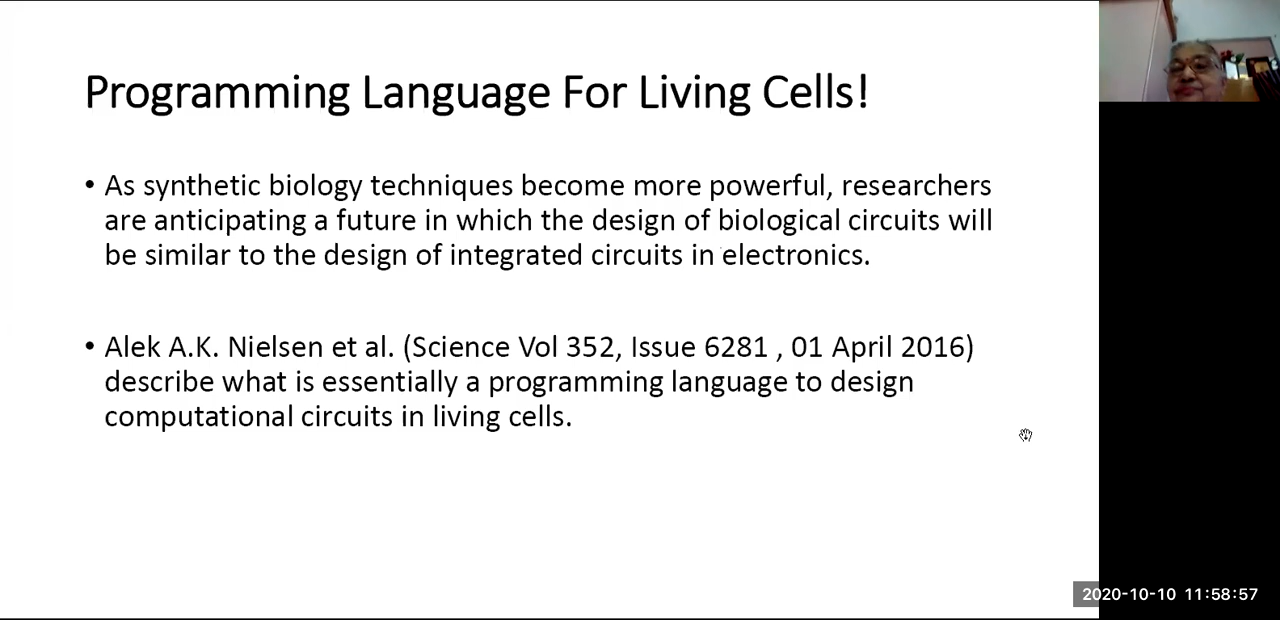 Programming Language For Living Cells!
• As synthetic biology techniques become more powerful, researchers
are anticipating a future in which the design of biological circuits will
be similar to the design of integrated circuits in electronics.
• Alek A.K. Nielsen et al. (Science Vol 352, Issue 6281 , 01 April 2016)
describe what is essentially a programming language to design
computational circuits in living cells.
2020-10-10 11:58:57